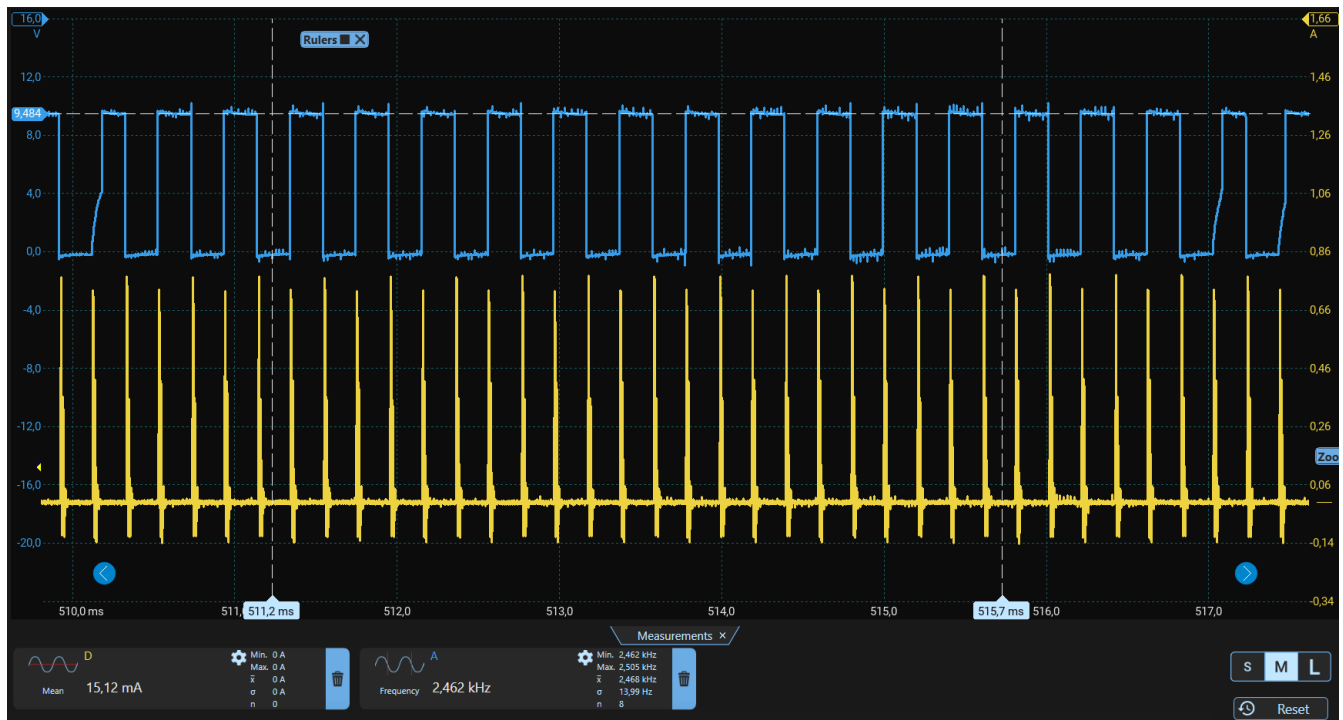 16,0
V
Rulers
1,66
A
12,0
1,46
9,484
8,0
1,26
4,0
1,06
0,0
0,86
-4,0
0,66
-8,0
0,46
-12,0
0,26
Zoo
-16,0
0,06
-20,0
-0,14
-0,34
510,0 ms
511,
511,2 ms
512,0
513,0
514,0
515,0
515,7 ms
516,0
517,0
Measurements ×
D
Mean
15,12 mA
Min. 0 A
Max. 0 A
x̄ 0 A
σ 0 A
n 0
A
Frequency
2,462 kHz
Min. 2,462 kHz
Max. 2,505 kHz
x̄ 2,468 kHz
σ 13,99 Hz
n 8
S M L
Reset